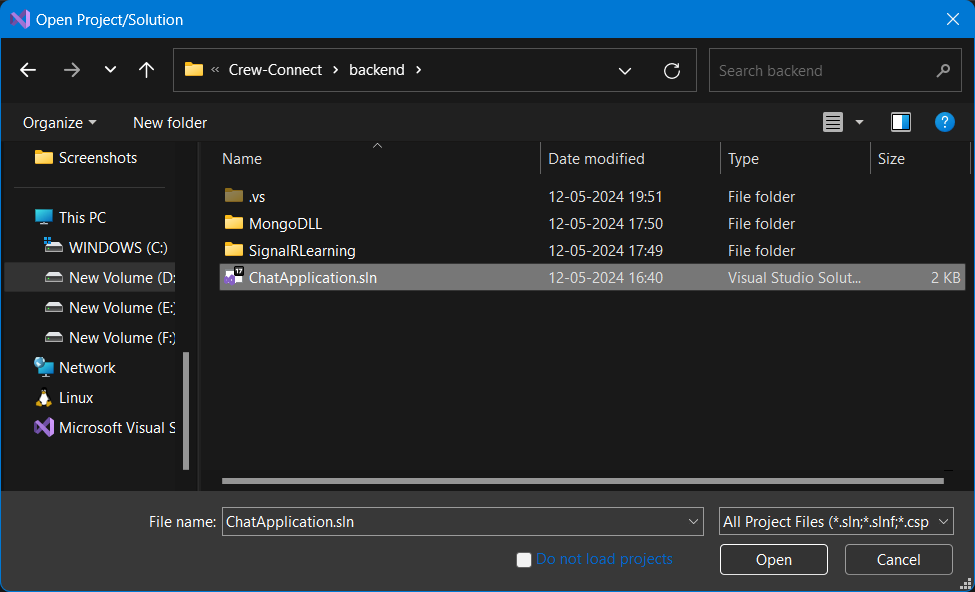 Open Project/Solution
« Crew-Connect > backend >
Search backend
Organize
New folder
?
Screenshots
This PC
WINDOWS (C:)
New Volume (D:
New Volume (E:)
New Volume (F:)
Network
Linux
Microsoft Visual S
Name Date modified Type Size
.vs 12-05-2024 19:51 File folder
MongoDLL 12-05-2024 17:50 File folder
SignalRLearning 12-05-2024 17:49 File folder
17
ChatApplication.sln 12-05-2024 16:40 Visual Studio Solut... 2 KB
File name: ChatApplication.sln All Project Files (*.sln;*.slnf;*.csp
Do not load projects
Open Cancel